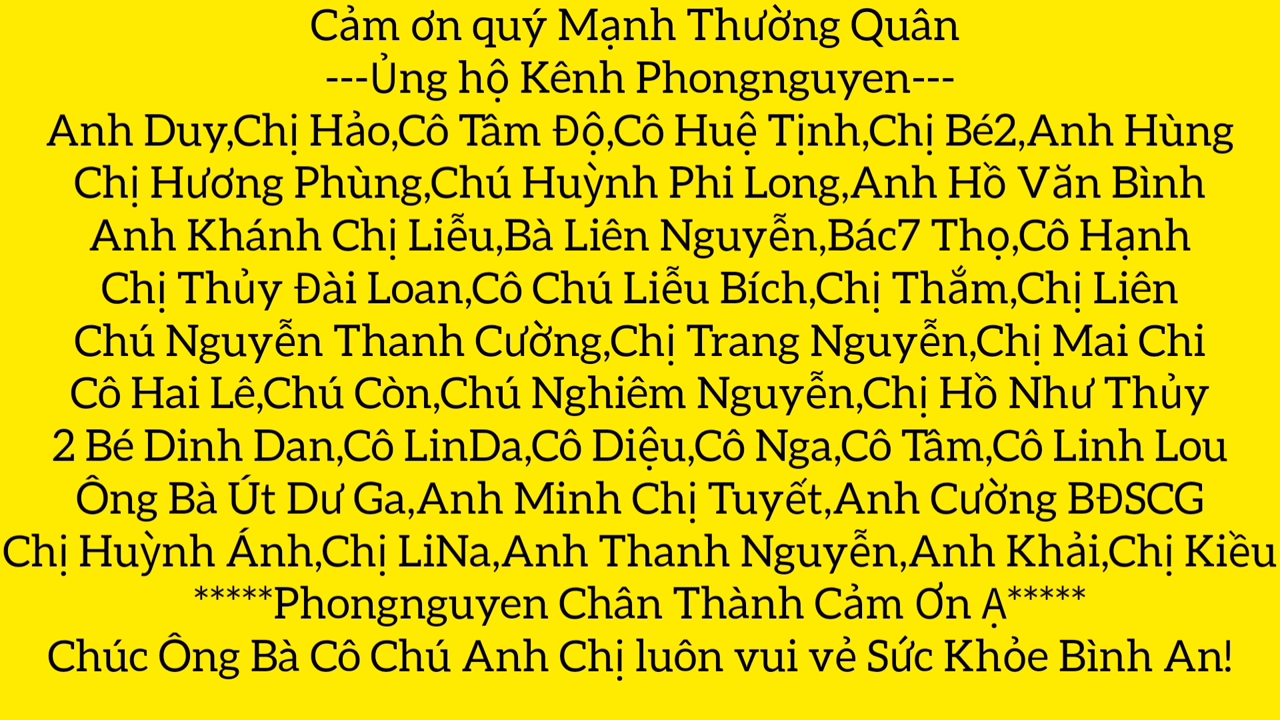 Cảm ơn quý Mạnh Thường Quân
---Ủng hộ Kênh Phongnguyen---
Anh Duy,Chị Hảo,Cô Tâm Độ,Cô Huệ Tịnh,Chị Bé2,Anh Hùng
Chị Hương Phùng,Chú Huỳnh Phi Long,Anh Hồ Văn Bình
Anh Khánh Chị Liễu,Bà Liên Nguyễn,Bác7 Thọ,Cô Hạnh
Chị Thủy Đài Loan,Cô Chú Liễu Bích,Chị Thắm,Chị Liên
Chú Nguyễn Thanh Cường,Chị Trang Nguyễn,Chị Mai Chi
Cô Hai Lê,Chú Còn,Chú Nghiêm Nguyễn,Chị Hồ Như Thủy
2 Bé Dinh Dan,Cô LinDa,Cô Diệu,Cô Nga,Cô Tâm,Cô Linh Lou
Ông Bà Út Dư Ga,Anh Minh Chị Tuyết,Anh Cường BĐSCG
Chị Huỳnh Ánh,Chị LiNa,Anh Thanh Nguyễn,Anh Khải,Chị Kiều
*****Phongnguyen Chân Thành Cảm Ơn Ạ*****
Chúc Ông Bà Cô Chú Anh Chị luôn vui vẻ Sức Khỏe Bình An!